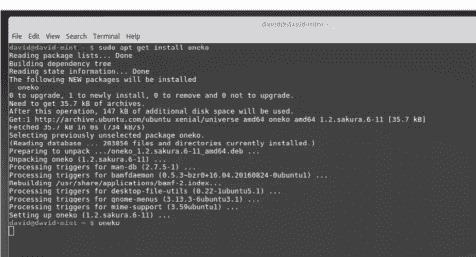 david@david-mint ~
File Edit View Search Terminal Help
david@david-mint ~ $ sudo apt get install oneko
Reading package lists... Done
Building dependency tree
Reading state information... Done
The following NEW packages will be installed
oneko
0 to upgrade, 1 to newly install, 0 to remove and 0 not to upgrade.
Need to get 35.7 kB of archives.
After this operation, 147 kB of additional disk space will be used.
Get:1 http://archive.ubuntu.com/ubuntu xenial/universe amd64 oneko amd64 1.2.sakura.6-11 [35.7 kB]
Fetched 35.7 kB in 0s (734 kB/s)
Selecting previously unselected package oneko.
(Reading database ... 203056 files and directories currently installed.)
Preparing to unpack .../oneko_1.2.sakura.6-11_amd64.deb ...
Unpacking oneko (1.2.sakura.6-11) ...
Processing triggers for man-db (2.7.5-1) ...
Processing triggers for bamfdaemon (0.5.3~bzr0+16.04.20160824-0ubuntu1) ...
Rebuilding /usr/share/applications/bamf-2.index...
Processing triggers for desktop-file-utils (0.22-1ubuntu5.1) ...
Processing triggers for gnome-menus (3.13.3-6ubuntu3.1) ...
Processing triggers for mime-support (3.59ubuntu1) ...
Setting up oneko (1.2.sakura.6-11) ...
david@david-mint ~ $ oneko